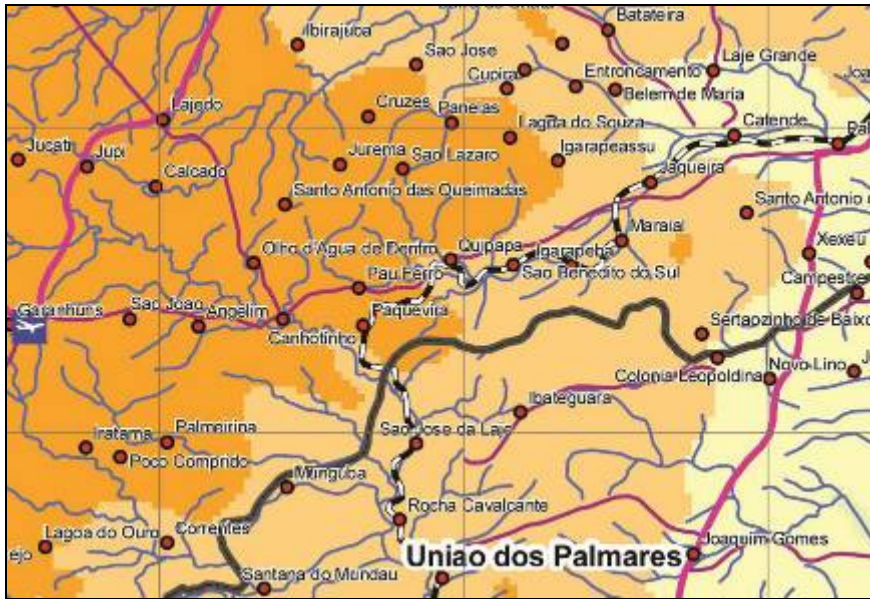 Batateira
Ibirajuca
Sao Jose
Laje Grande
Cupira
Entroncamento
Belem de Maria
Lajedo
Cruzes
Panelas
Lagoa do Souza
Catende
Jucati
Jupi
Jurema
Sao Lazaro
Igarapeassu
Calcado
Jaqueira
Santo Antonio das Queimadas
Santo Antonio
Maraial
Olho d'Agua de Dentro
Quipapa
Igarapeba
Xexeu
Pau Ferro
Sao Benedito do Sul
Campestre
Garanhuns
Sao Joao
Angelim
Paquevira
Canhotinho
Sertaozinho de Baixo
Colonia Leopoldina
Novo Lino
Ibateguara
Iratama
Palmeirina
Sao Jose da Laje
Poco Comprido
Munguba
Rocha Cavalcante
Lagoa do Ouro
Correntes
Joaquim Gomes
Uniao dos Palmares
Santana do Mundau